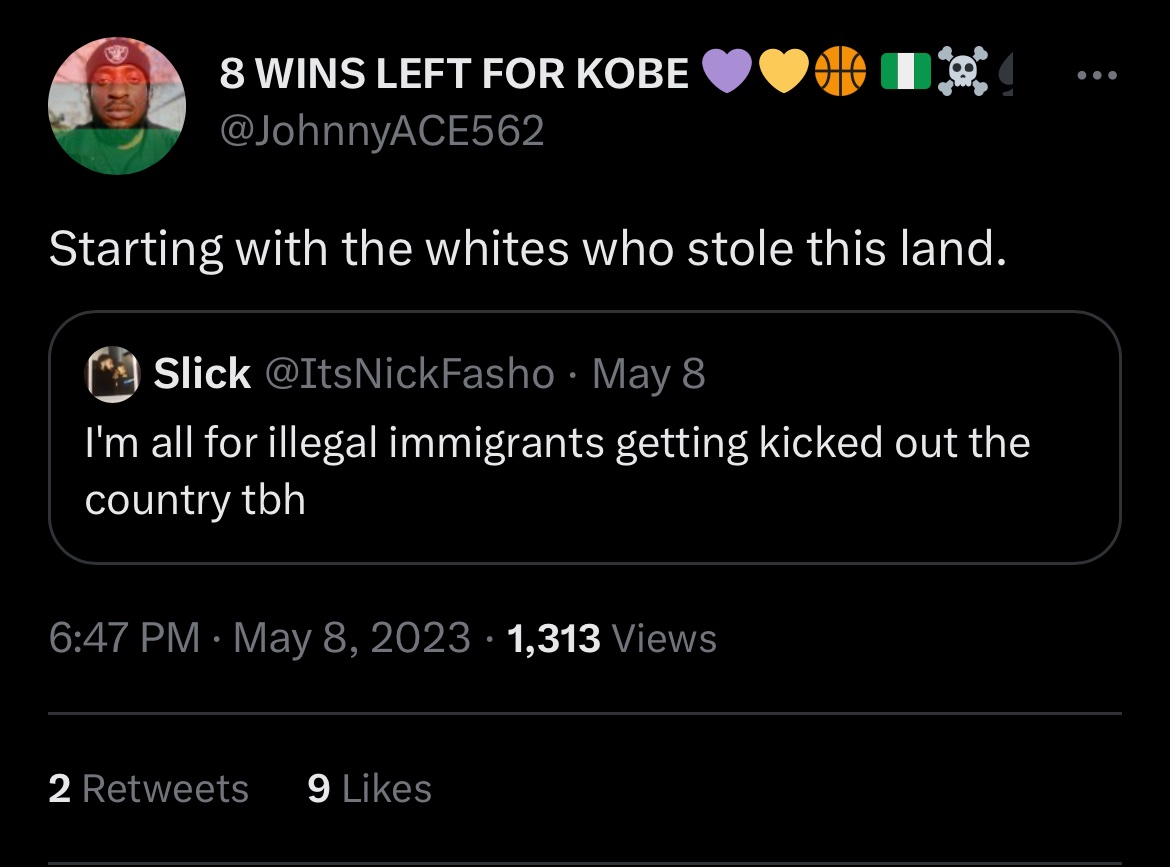 8 WINS LEFT FOR KOBE 💜💛🏀 🇳🇬☠️
@JohnnyACE562
Starting with the whites who stole this land.
Slick @ItsNickFasho · May 8
I'm all for illegal immigrants getting kicked out the
country tbh
6:47 PM · May 8, 2023 · 1,313 Views
2 Retweets 9 Likes